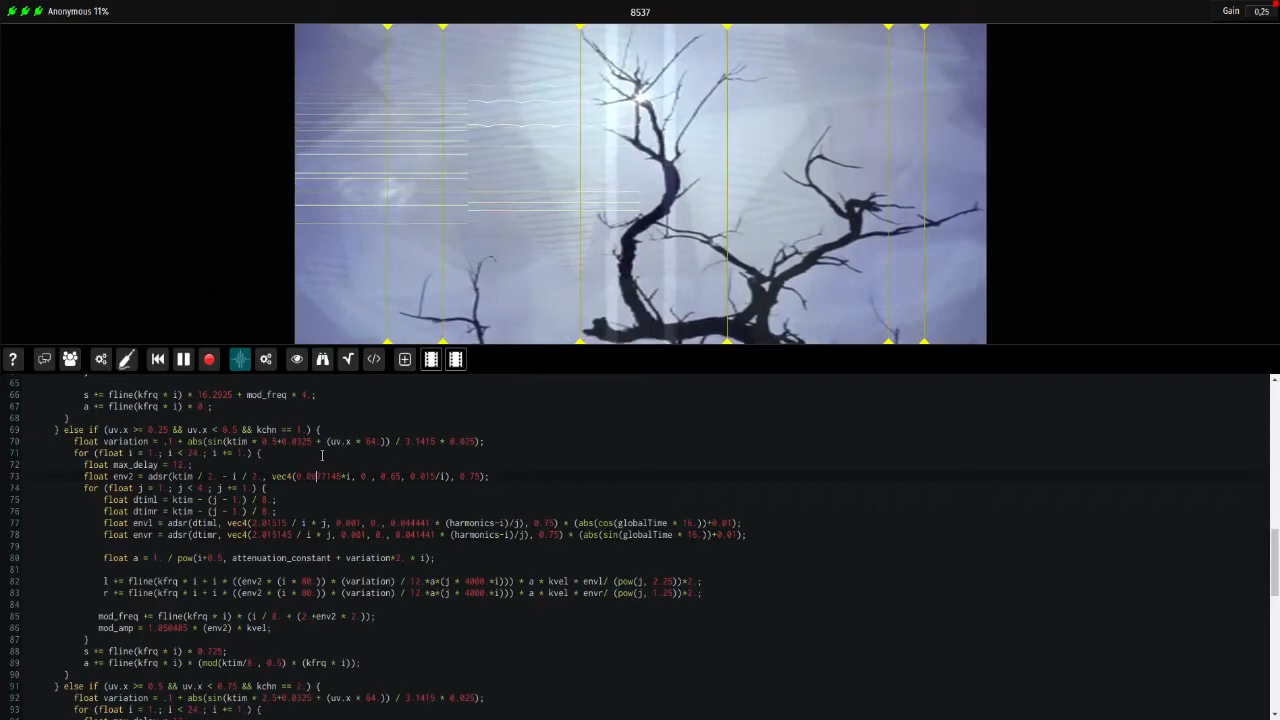 Anonymous 11%
8537
Gain 0,25
65
66 s += fline(kfrq * i) * 16.2925 + mod_freq * 4.;
67 a += fline(kfrq * i) * 0 ;
68 }
69 } else if (uv.x >= 0.25 && uv.x < 0.5 && kchn == 1.) {
70 float variation = .1 + abs(sin(ktim * 0.5+0.0325 + (uv.x * 64.)) / 3.1415 * 0.025);
71 for (float i = 1.; i < 24.; i += 1.) {
72 float max_delay = 12.;
73 float env2 = adsr(ktim / 2. - i / 2., vec4(0.0077145*i, 0., 0.65, 0.015/i), 0.75);
74 for (float j = 1.; j < 4.; j += 1.) {
75 float dtiml = ktim - (j - 1.) / 8.;
76 float dtimr = ktim - (j - 1.) / 8.;
77 float envl = adsr(dtiml, vec4(2.01515 / i * j, 0.001, 0., 0.044441 * (harmonics-i)/j), 0.75) * (abs(cos(globalTime * 16.))+0.01);
78 float envr = adsr(dtimr, vec4(2.015145 / i * j, 0.001, 0., 0.041441 * (harmonics-i)/j), 0.75) * (abs(sin(globalTime * 16.))+0.01);
79
80 float a = 1. / pow(i+0.5, attenuation_constant + variation*2. * i);
81
82 l += fline(kfrq * i + i * ((env2 * (i * 80.)) * (variation) / 12.*a*(j * 4000.*i))) * a * kvel * envl/ (pow(j, 2.25))*2.;
83 r += fline(kfrq * i + i * ((env2 * (i * 80.)) * (variation) / 12.*a*(j * 4000.*i))) * a * kvel * envr/ (pow(j, 1.25))*2.;
84
85 mod_freq += fline(kfrq * i) * (i / 8. + (2.+env2 * 2.));
86 mod_amp = 1.050485 * (env2) * kvel;
87 }
88 s += fline(kfrq * i) * 0.725;
89 a += fline(kfrq * i) * (mod(ktim/8., 0.5) * (kfrq * i));
90 }
91 } else if (uv.x >= 0.5 && uv.x < 0.75 && kchn == 2.) {
92 float variation = .1 + abs(sin(ktim * 2.5+0.0325 + (uv.x * 64.)) / 3.1415 * 0.025);
93 for (float i = 1.; i < 24.; i += 1.) {